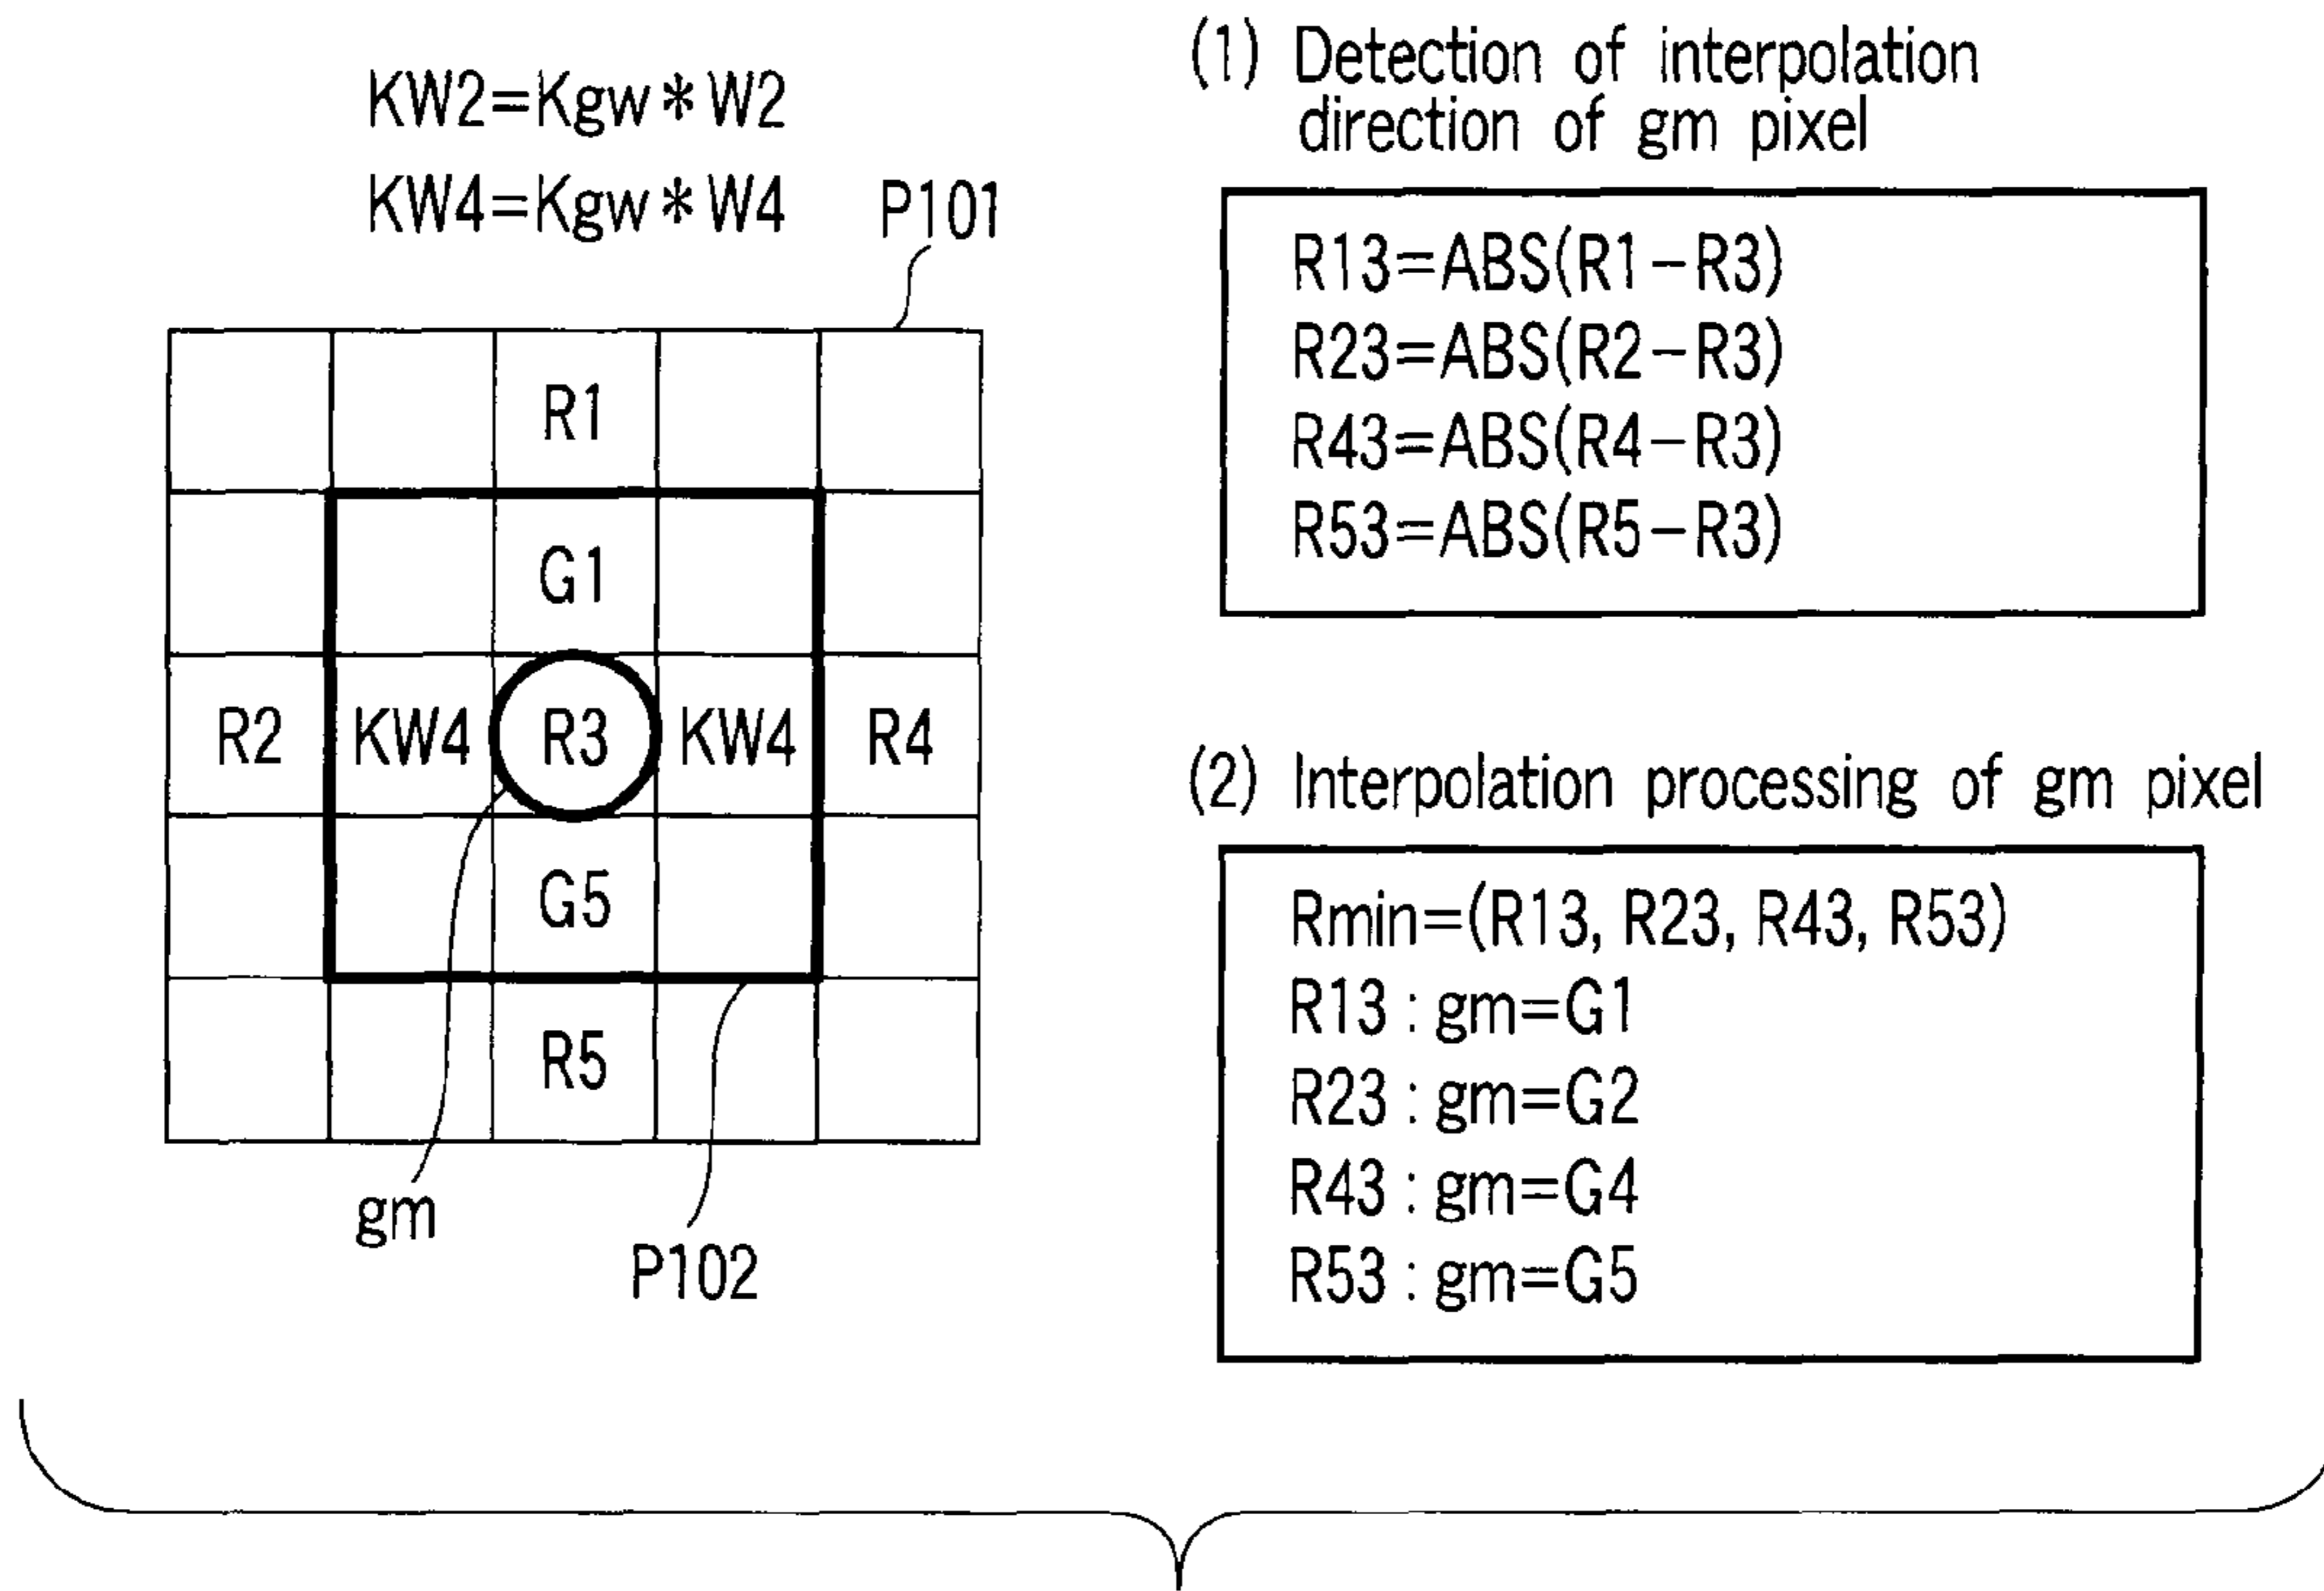 KW2=Kgw*W2
KW4=Kgw*W4
P101
R1
G1
R2 KW4 R3 KW4 R4
G5
R5
gm
P102
(1) Detection of interpolation
direction of gm pixel
R13=ABS(R1-R3)
R23=ABS(R2-R3)
R43=ABS(R4-R3)
R53=ABS(R5-R3)
(2) Interpolation processing of gm pixel
Rmin=(R13, R23, R43, R53)
R13 : gm=G1
R23 : gm=G2
R43 : gm=G4
R53 : gm=G5